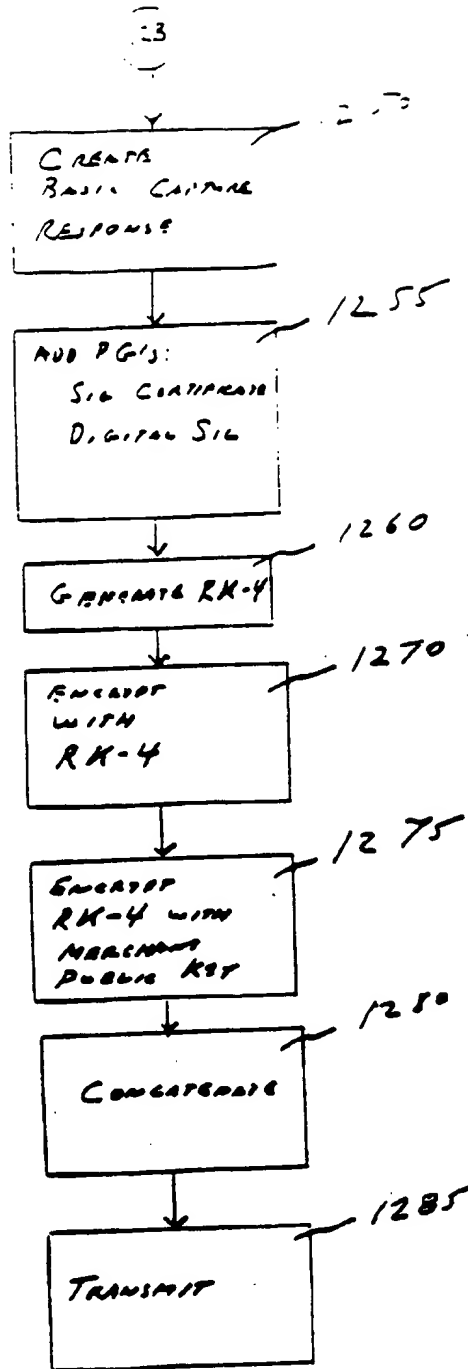 CREATE
BASIC CAPTURE
RESPONSE
1255
ADD PG'S:
SIG CERTIFICATE
DIGITAL SIG
1260
GENERATE RK-4
1270
ENCRYPT
WITH
RK-4
1275
ENCRYPT
RK-4 WITH
MERCHANT
PUBLIC KEY
1280
CONCATENATE
1285
TRANSMIT